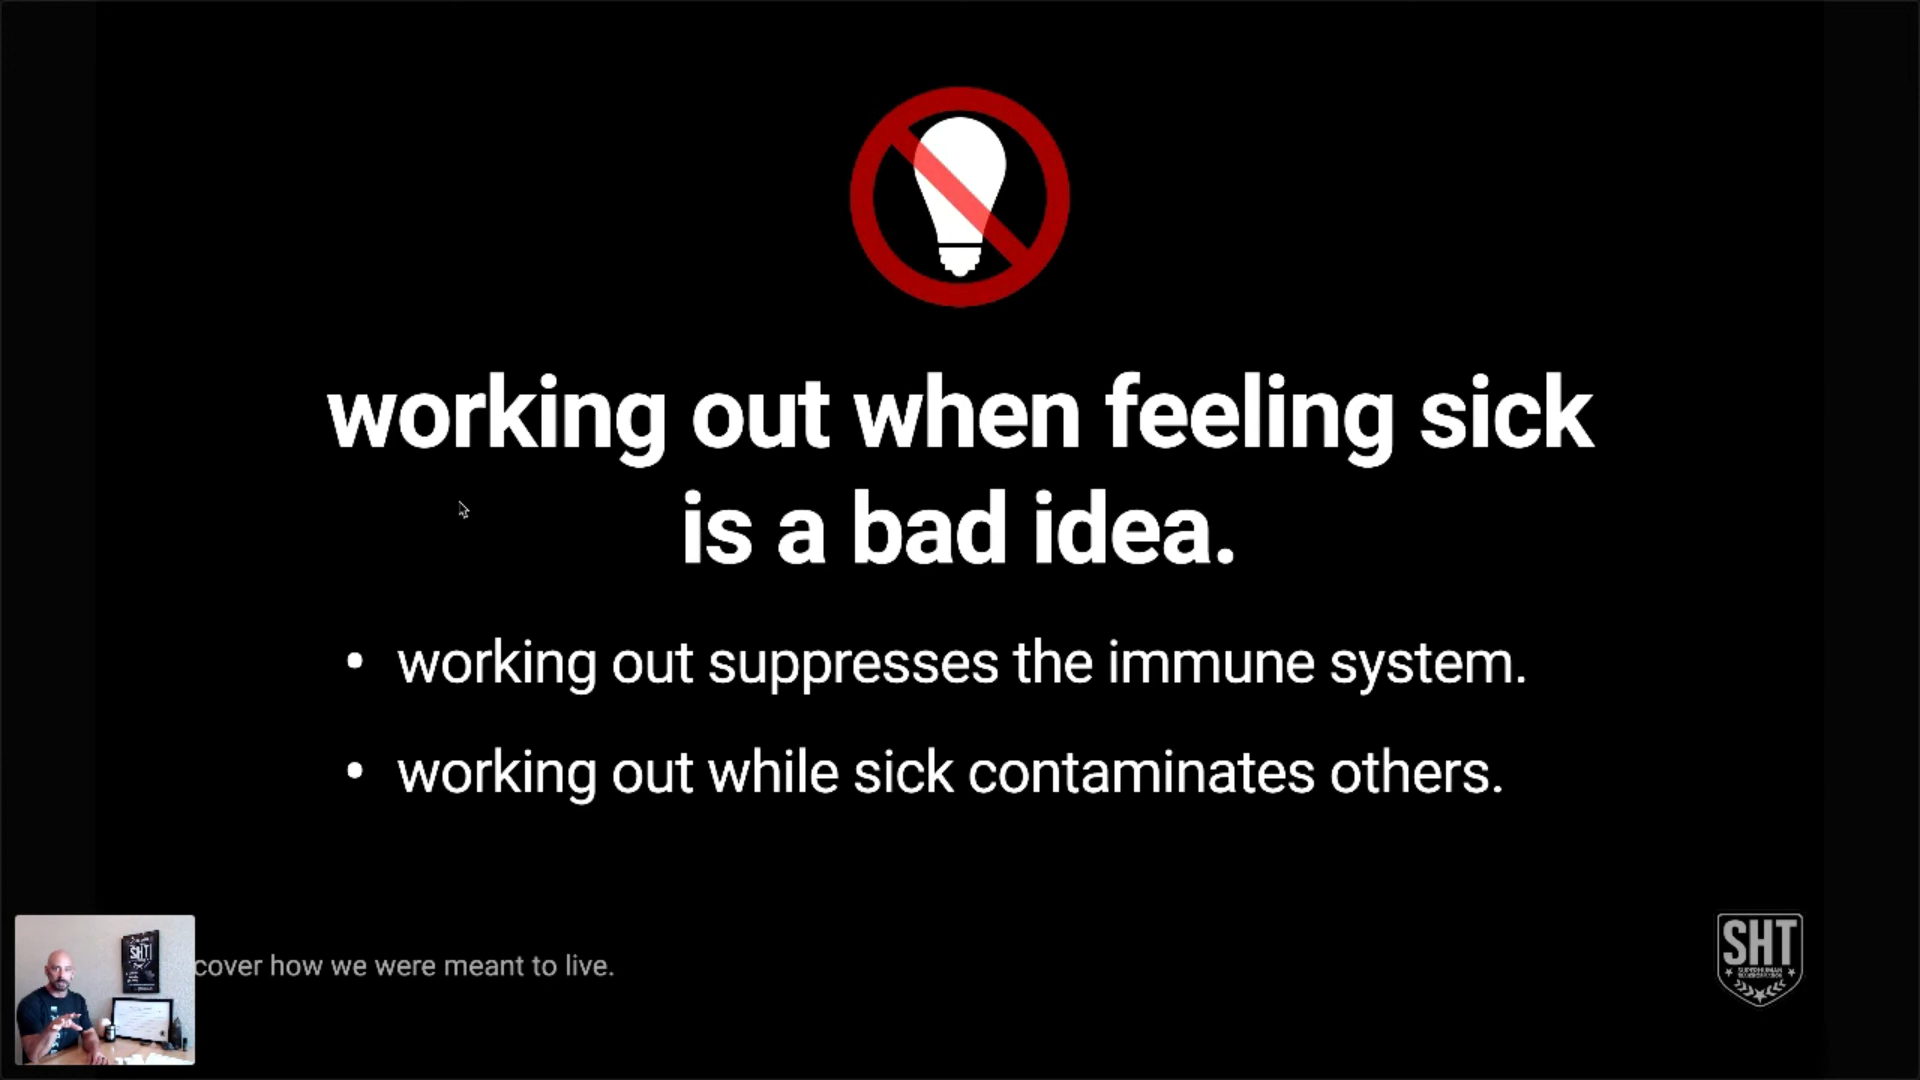 working out when feeling sick
is a bad idea.
• working out suppresses the immune system.
• working out while sick contaminates others.
SHT
cover how we were meant to live.
SHT